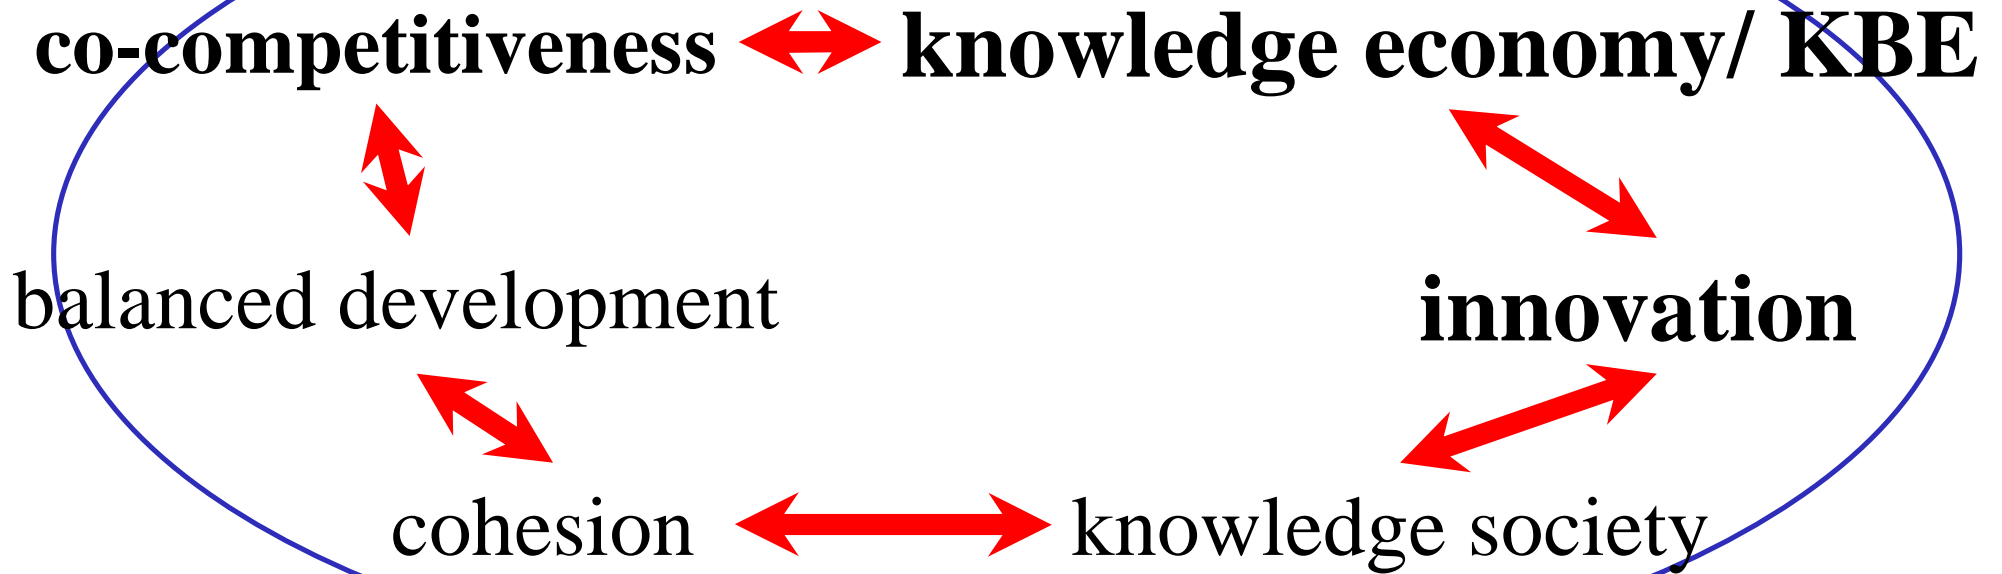 co-competitiveness knowledge economy/ KBE
balanced development innovation
cohesion knowledge society